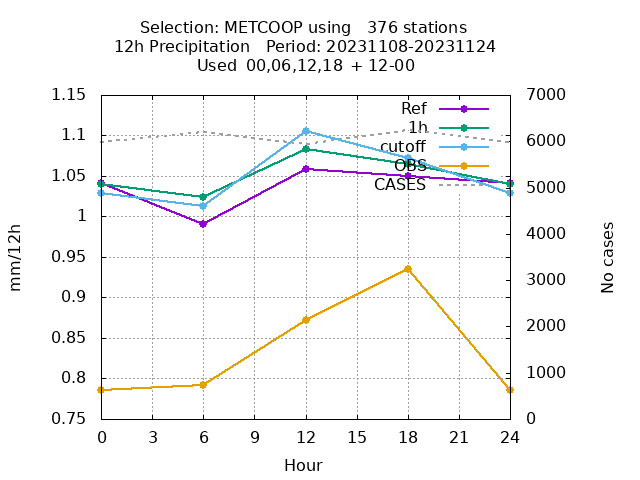 Selection: METCOOP using   376 stations
12h Precipitation   Period: 20231108-20231124
Used  00,06,12,18  + 12-00
1.15
1.1
1.05
1
0.95
0.9
0.85
0.8
0.75
mm/12h
Ref
1h
cutoff
OBS
CASES
7000
6000
5000
4000
3000
2000
1000
0
No cases
0 3 6 9 12 15 18 21 24
Hour